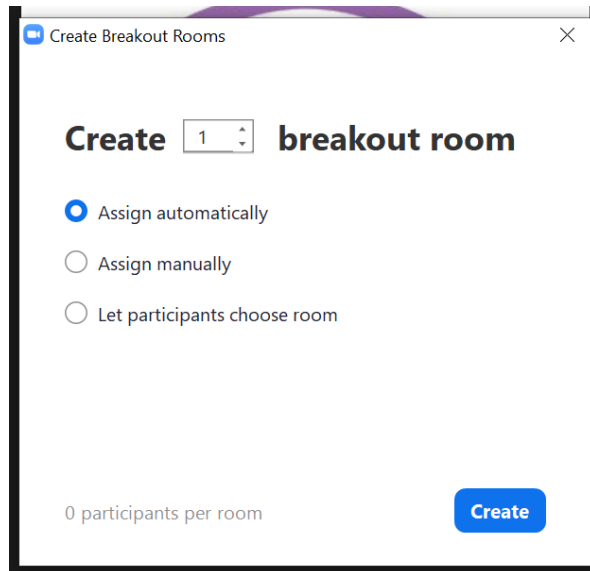 Create Breakout Rooms
Create 1 breakout room
Assign automatically
Assign manually
Let participants choose room
0 participants per room
Create